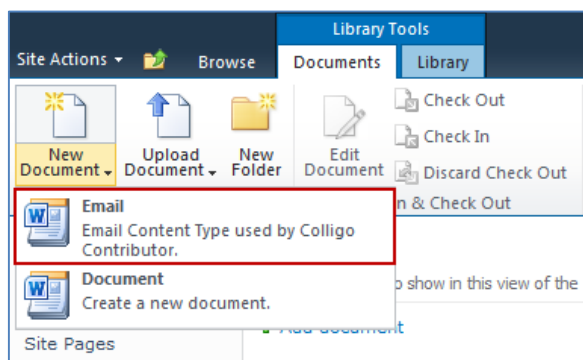 Library Tools
Site Actions Browse Documents Library
New Document
Upload Document
New Folder
Edit Document
Check Out
Check In
Discard Check Out
n & Check Out
Email
Email Content Type used by Colligo
Contributor.
Document
Create a new document.
to show in this view of the
Add document
Site Pages